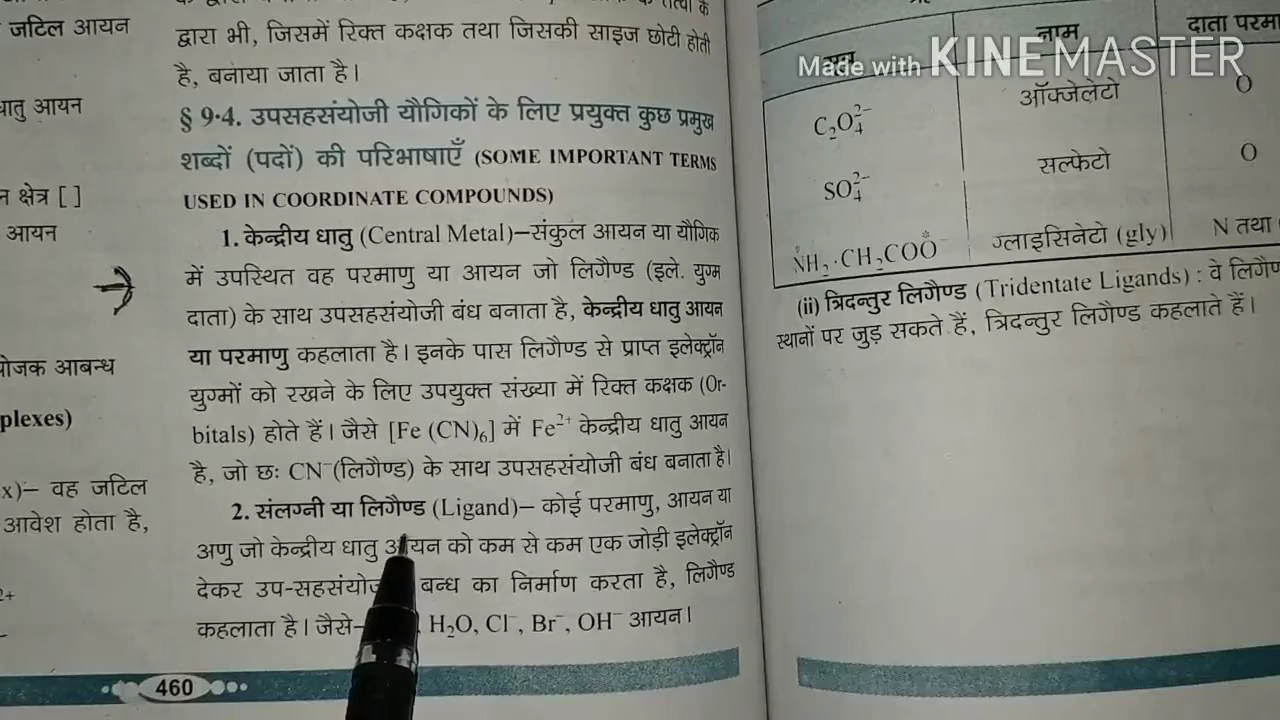 जटिल आयन
धातु आयन
क्षेत्र [ ]
आयन
योजक आबन्ध
plexes)
x)– वह जटिल
आवेश होता है,
2+
द्वारा भी, जिसमें रिक्त कक्षक तथा जिसकी साइज छोटी होती
है, बनाया जाता है।
§ 9·4. उपसहसंयोजी यौगिकों के लिए प्रयुक्त कुछ प्रमुख
शब्दों (पदों) की परिभाषाएँ (SOME IMPORTANT TERMS
USED IN COORDINATE COMPOUNDS)
1. केन्द्रीय धातु (Central Metal)–संकुल आयन या यौगिक
में उपस्थित वह परमाणु या आयन जो लिगैण्ड (इले. युग्म
दाता) के साथ उपसहसंयोजी बंध बनाता है, केन्द्रीय धातु आयन
या परमाणु कहलाता है। इनके पास लिगैण्ड से प्राप्त इलेक्ट्रॉन
युग्मों को रखने के लिए उपयुक्त संख्या में रिक्त कक्षक (Or-
bitals) होते हैं। जैसे [Fe (CN)₆] में Fe²⁺ केन्द्रीय धातु आयन
है, जो छः CN⁻ (लिगैण्ड) के साथ उपसहसंयोजी बंध बनाता है।
2. संलग्नी या लिगैण्ड (Ligand)– कोई परमाणु, आयन या
अणु जो केन्द्रीय धातु आयन को कम से कम एक जोड़ी इलेक्ट्रॉन
देकर बन्ध का निर्माण करता है, लिगैण्ड
कहलाता है। जैसे– H₂O, Cl⁻, Br⁻, OH⁻ आयन।
460
Made with KINEMASTER
नाम दाता
C₂O₄²⁻ ऑक्जेलेटो O
SO₄²⁻ सल्फेटो O
N̊H₂·CH₂COO̊ ग्लाइसिनेटो (gly) N तथा
(ii) त्रिदन्तुर लिगैण्ड (Tridentate Ligands) : वे
स्थानों पर जुड़ सकते हैं, त्रिदन्तुर लिगैण्ड कहलाते हैं।